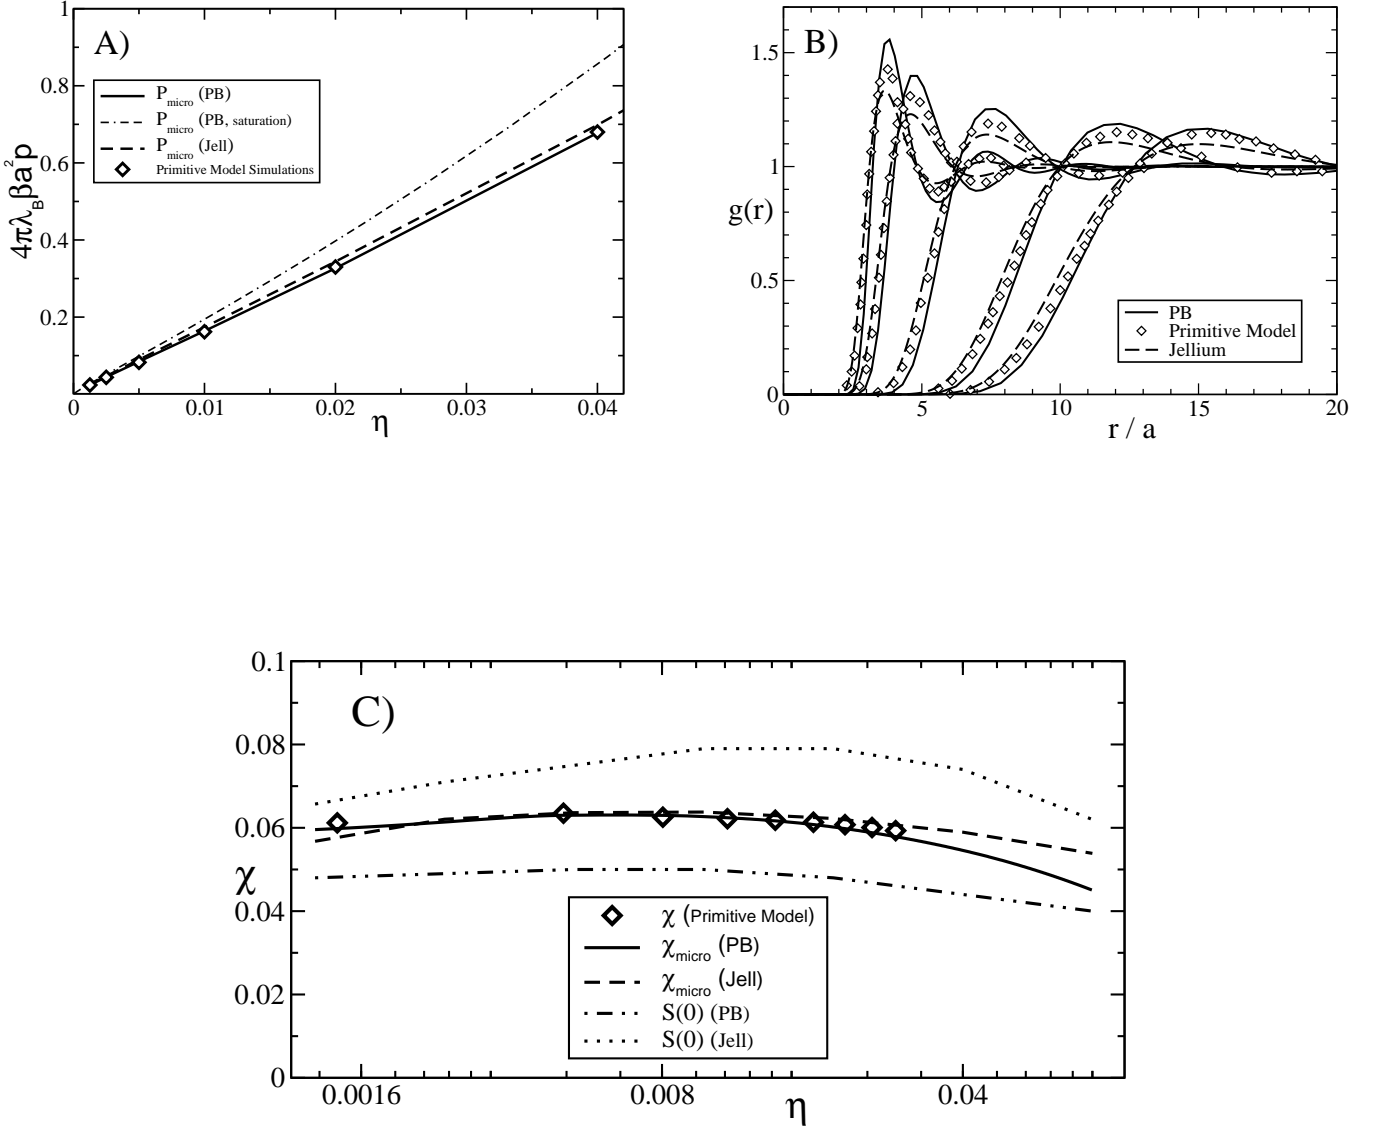 A)
1
0.8
0.6
0.4
0.2
0
0.01
0.02
0.03
0.04
4πλ_Bβa²p
η
P_micro (PB)
P_micro (PB, saturation)
P_micro (Jell)
Primitive Model Simulations
B)
1.5
1
0.5
0
0
5
10
15
20
g(r)
r / a
PB
Primitive Model
Jellium
C)
0.1
0.08
0.06
0.04
0.02
0
0.0016
0.008
0.04
χ
η
χ (Primitive Model)
χ_micro (PB)
χ_micro (Jell)
S(0) (PB)
S(0) (Jell)